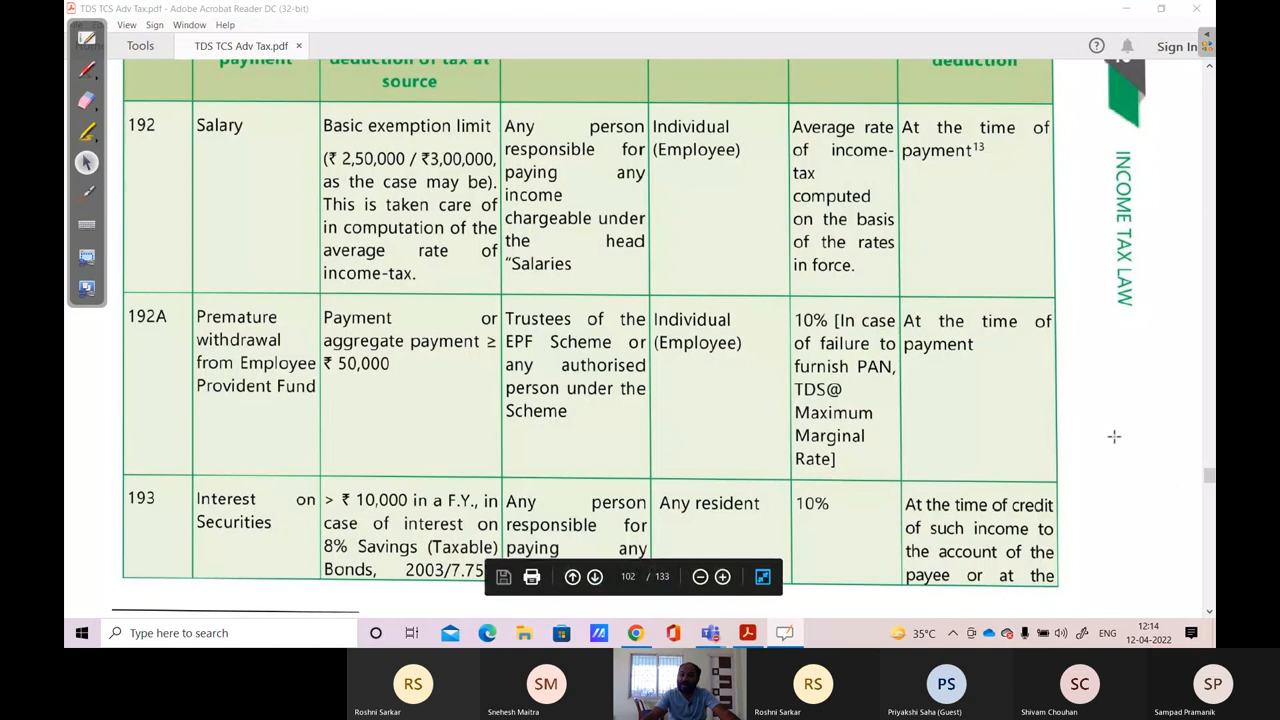 TDS TCS Adv Tax.pdf - Adobe Acrobat Reader DC (32-bit)
View Sign Window Help
Tools
TDS TCS Adv Tax.pdf ×
Sign In
payment
deduction of tax at
source
deduction
192
Salary
Basic exemption limit
(₹ 2,50,000 / ₹3,00,000,
as the case may be).
This is taken care of
in computation of the
average rate of
income-tax.
Any person
responsible for
paying any
income
chargeable under
the head
“Salaries
Individual
(Employee)
Average rate
of income-
tax
computed
on the basis
of the rates
in force.
At the time of
payment¹³
192A
Premature
withdrawal
from Employee
Provident Fund
Payment or
aggregate payment ≥
₹ 50,000
Trustees of the
EPF Scheme or
any authorised
person under the
Scheme
Individual
(Employee)
10% [In case
of failure to
furnish PAN,
TDS@
Maximum
Marginal
Rate]
At the time of
payment
193
Interest on
Securities
> ₹ 10,000 in a F.Y., in
case of interest on
8% Savings (Taxable)
Bonds, 2003/7.75
Any person
responsible for
paying any
Any resident
10%
At the time of credit
of such income to
the account of the
payee or at the
INCOME TAX LAW
102 / 133
Type here to search
35°C
ENG
12:14
12-04-2022
RS
Roshni Sarkar
SM
Snehesh Maitra
RS
Roshni Sarkar
PS
Priyakshi Saha (Guest)
SC
Shivam Chouhan
SP
Sampad Pramanik